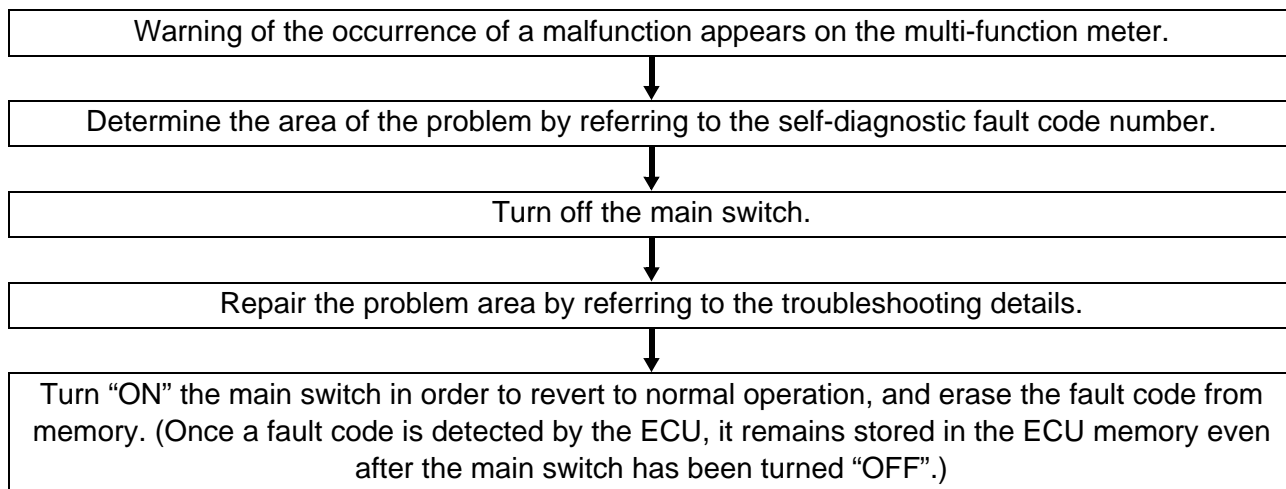 Warning of the occurrence of a malfunction appears on the multi-function meter.
Determine the area of the problem by referring to the self-diagnostic fault code number.
Turn off the main switch.
Repair the problem area by referring to the troubleshooting details.
Turn “ON” the main switch in order to revert to normal operation, and erase the fault code from
memory. (Once a fault code is detected by the ECU, it remains stored in the ECU memory even
after the main switch has been turned “OFF”.)